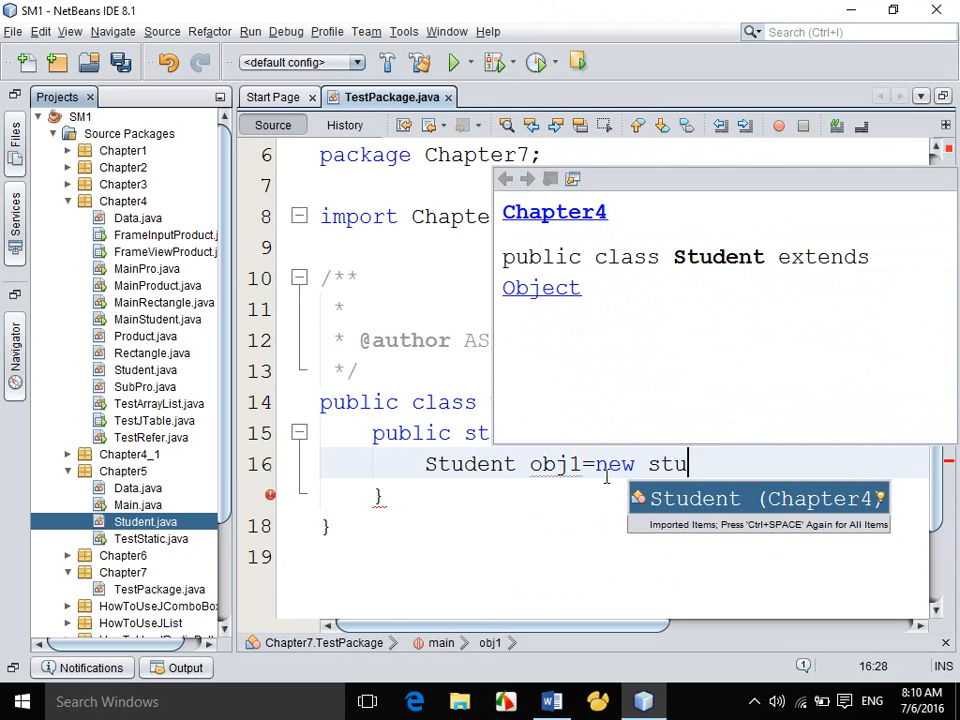 SM1 - NetBeans IDE 8.1
File Edit View Navigate Source Refactor Run Debug Profile Team Tools Window Help
Search (Ctrl+I)
<default config>
Projects
Start Page
TestPackage.java
Files
Services
Navigator
SM1
Source Packages
Chapter1
Chapter2
Chapter3
Chapter4
Data.java
FrameInputProduct.j
FrameViewProduct.
MainPro.java
MainProduct.java
MainRectangle.java
MainStudent.java
Product.java
Rectangle.java
Student.java
SubPro.java
TestArrayList.java
TestJTable.java
TestRefer.java
Chapter4_1
Chapter5
Data.java
Main.java
Student.java
TestStatic.java
Chapter6
Chapter7
TestPackage.java
HowToUseJComboBox
HowToUseJList
Source History
6 package Chapter7;
7
8 import Chapte
9
10 /**
11 *
12 * @author AS
13 */
14 public class
15 public st
16 Student obj1=new stu
}
18 }
19
Chapter4
public class Student extends
Object
Student (Chapter4)
Imported Items; Press 'Ctrl+SPACE' Again for All Items
Chapter7.TestPackage main obj1
Notifications Output
1
16:28 INS
Search Windows
ENG
8:10 AM
7/6/2016